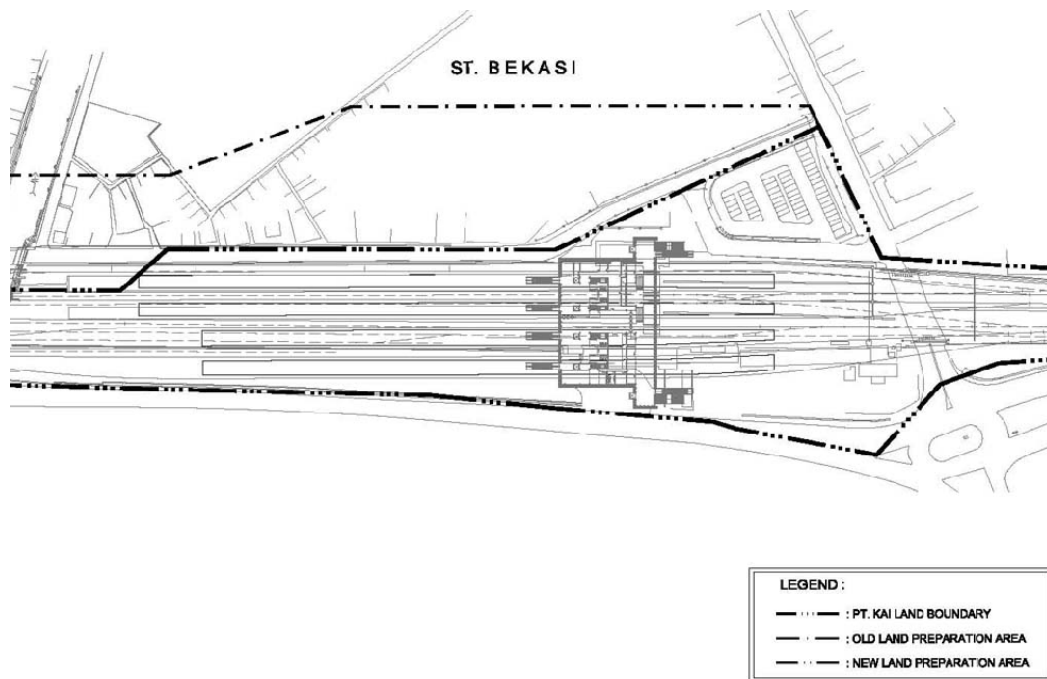 ST. BEKASI
LEGEND :
: PT. KAI LAND BOUNDARY
: OLD LAND PREPARATION AREA
: NEW LAND PREPARATION AREA